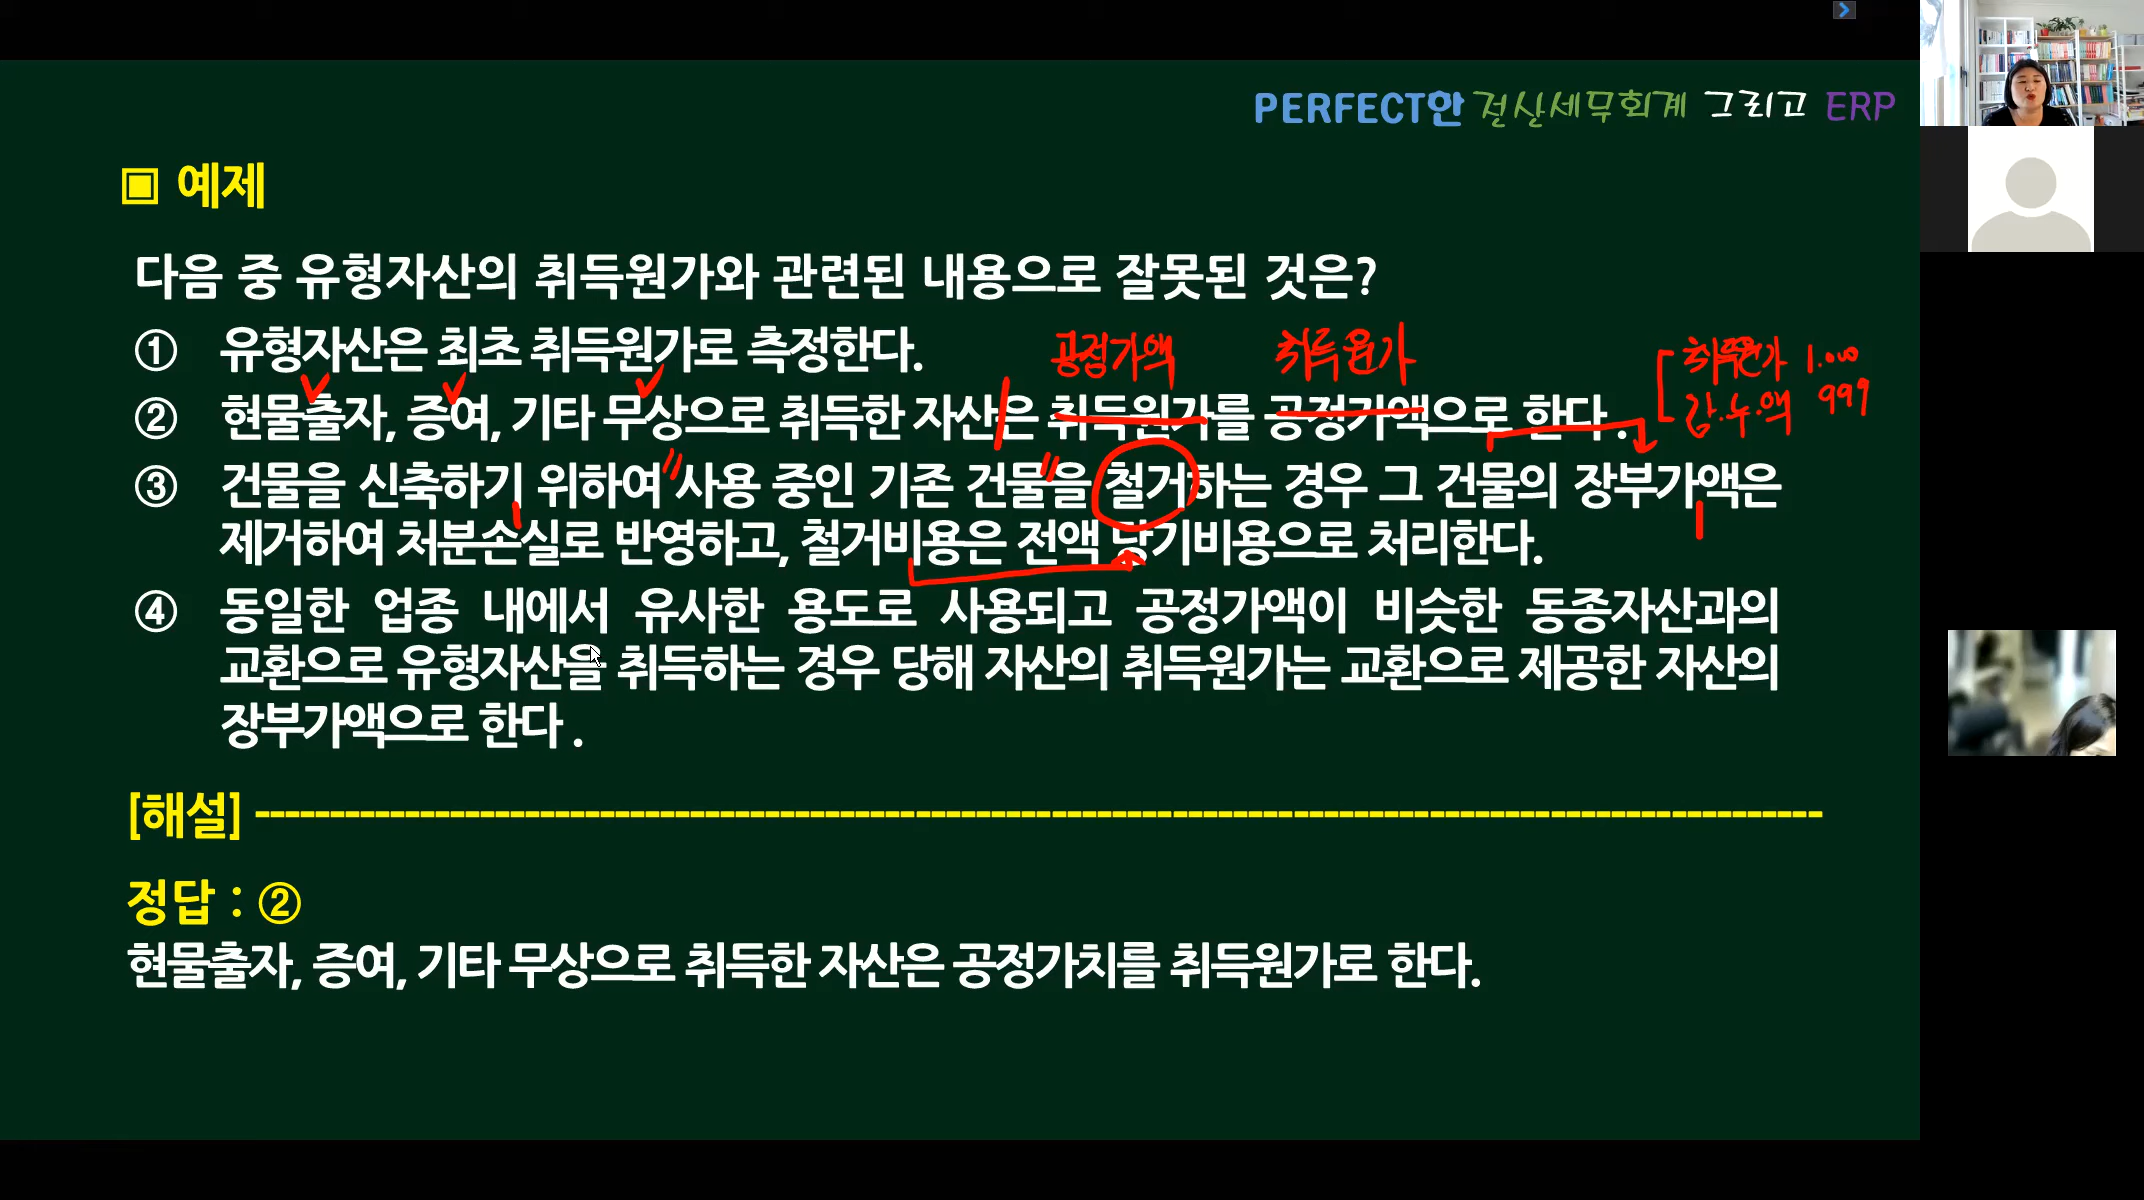 PERFECT한 전산세무회계 그리고 ERP
▣ 예제
다음 중 유형자산의 취득원가와 관련된 내용으로 잘못된 것은?
① 유형자산은 최초 취득원가로 측정한다.
공정가액 취득원가
취득원가 1.000
감.누.액 999
② 현물출자, 증여, 기타 무상으로 취득한 자산은 취득원가를 공정가액으로 한다 .
③ 건물을 신축하기 위하여 사용 중인 기존 건물을 철거하는 경우 그 건물의 장부가액은
제거하여 처분손실로 반영하고, 철거비용은 전액 당기비용으로 처리한다.
④ 동일한 업종 내에서 유사한 용도로 사용되고 공정가액이 비슷한 동종자산과의
교환으로 유형자산을 취득하는 경우 당해 자산의 취득원가는 교환으로 제공한 자산의
장부가액으로 한다 .
[해설] --------------------------------------------------------------------------------
정답 : ②
현물출자, 증여, 기타 무상으로 취득한 자산은 공정가치를 취득원가로 한다.